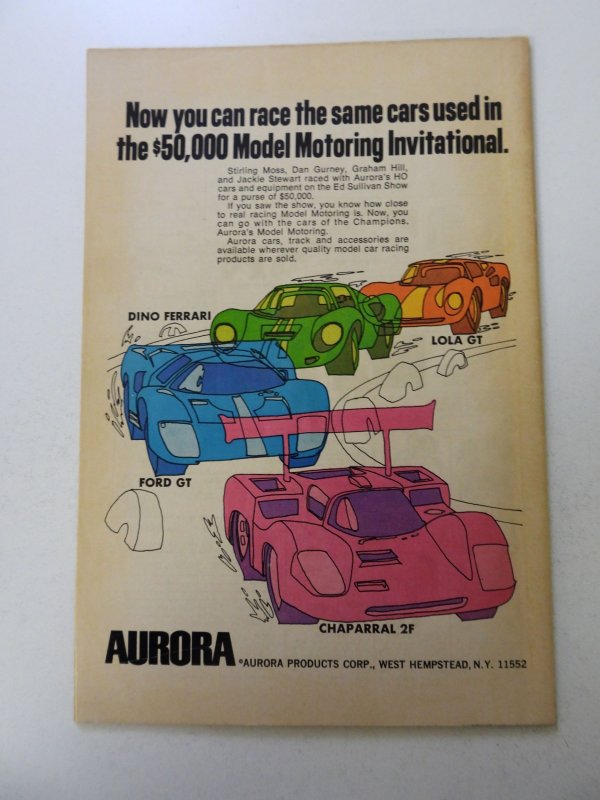 Now you can race the same cars used in
the $50,000 Model Motoring Invitational.
Stirling Moss, Dan Gurney, Graham Hill,
and Jackie Stewart raced with Aurora's HO
cars and equipment on the Ed Sullivan Show
for a purse of $50,000.
If you saw the show, you know how close
to real racing Model Motoring is. Now, you
can go with the cars of the Champions.
Aurora's Model Motoring.
Aurora cars, track and accessories are
available wherever quality model car racing
products are sold.
DINO FERRARI
LOLA GT
FORD GT
CHAPARRAL 2F
AURORA
©AURORA PRODUCTS CORP., WEST HEMPSTEAD, N.Y. 11552